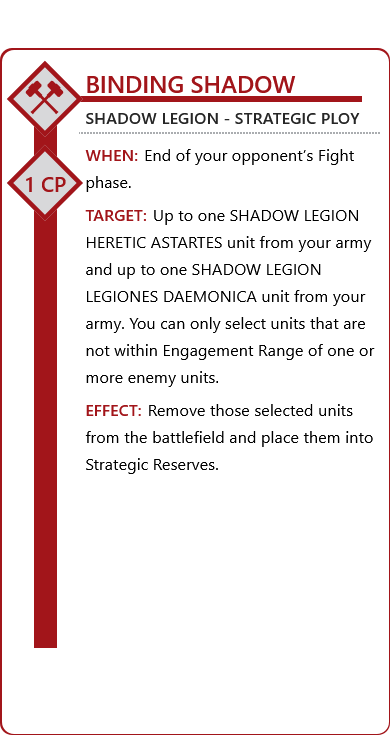 BINDING SHADOW
SHADOW LEGION - STRATEGIC PLOY
1 CP
WHEN: End of your opponent’s Fight
phase.
TARGET: Up to one SHADOW LEGION
HERETIC ASTARTES unit from your army
and up to one SHADOW LEGION
LEGIONES DAEMONICA unit from your
army. You can only select units that are
not within Engagement Range of one or
more enemy units.
EFFECT: Remove those selected units
from the battlefield and place them into
Strategic Reserves.